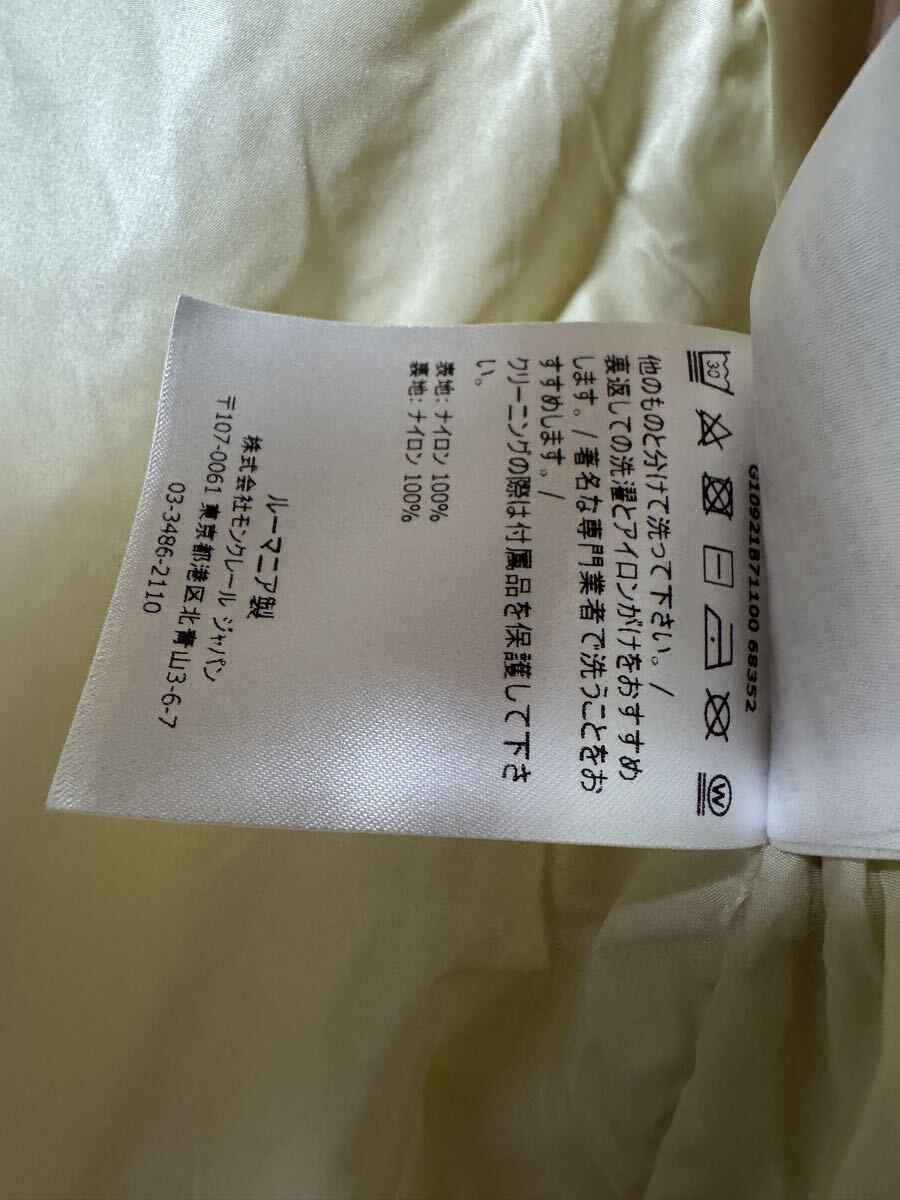 G10921871100 68352
30
W
他のものと分けて洗って下さい。/
裏返しての洗濯とアイロンがけをおすすめ
します。/ 著名な専門業者で洗うことをお
すすめします。/
クリーニングの際は付属品を保護して下さ
い。
表地: ナイロン 100%
裏地: ナイロン 100%
ルーマニア製
株式会社モンクレール ジャパン
〒107-0061 東京都港区北青山3-6-7
03-3486-2110